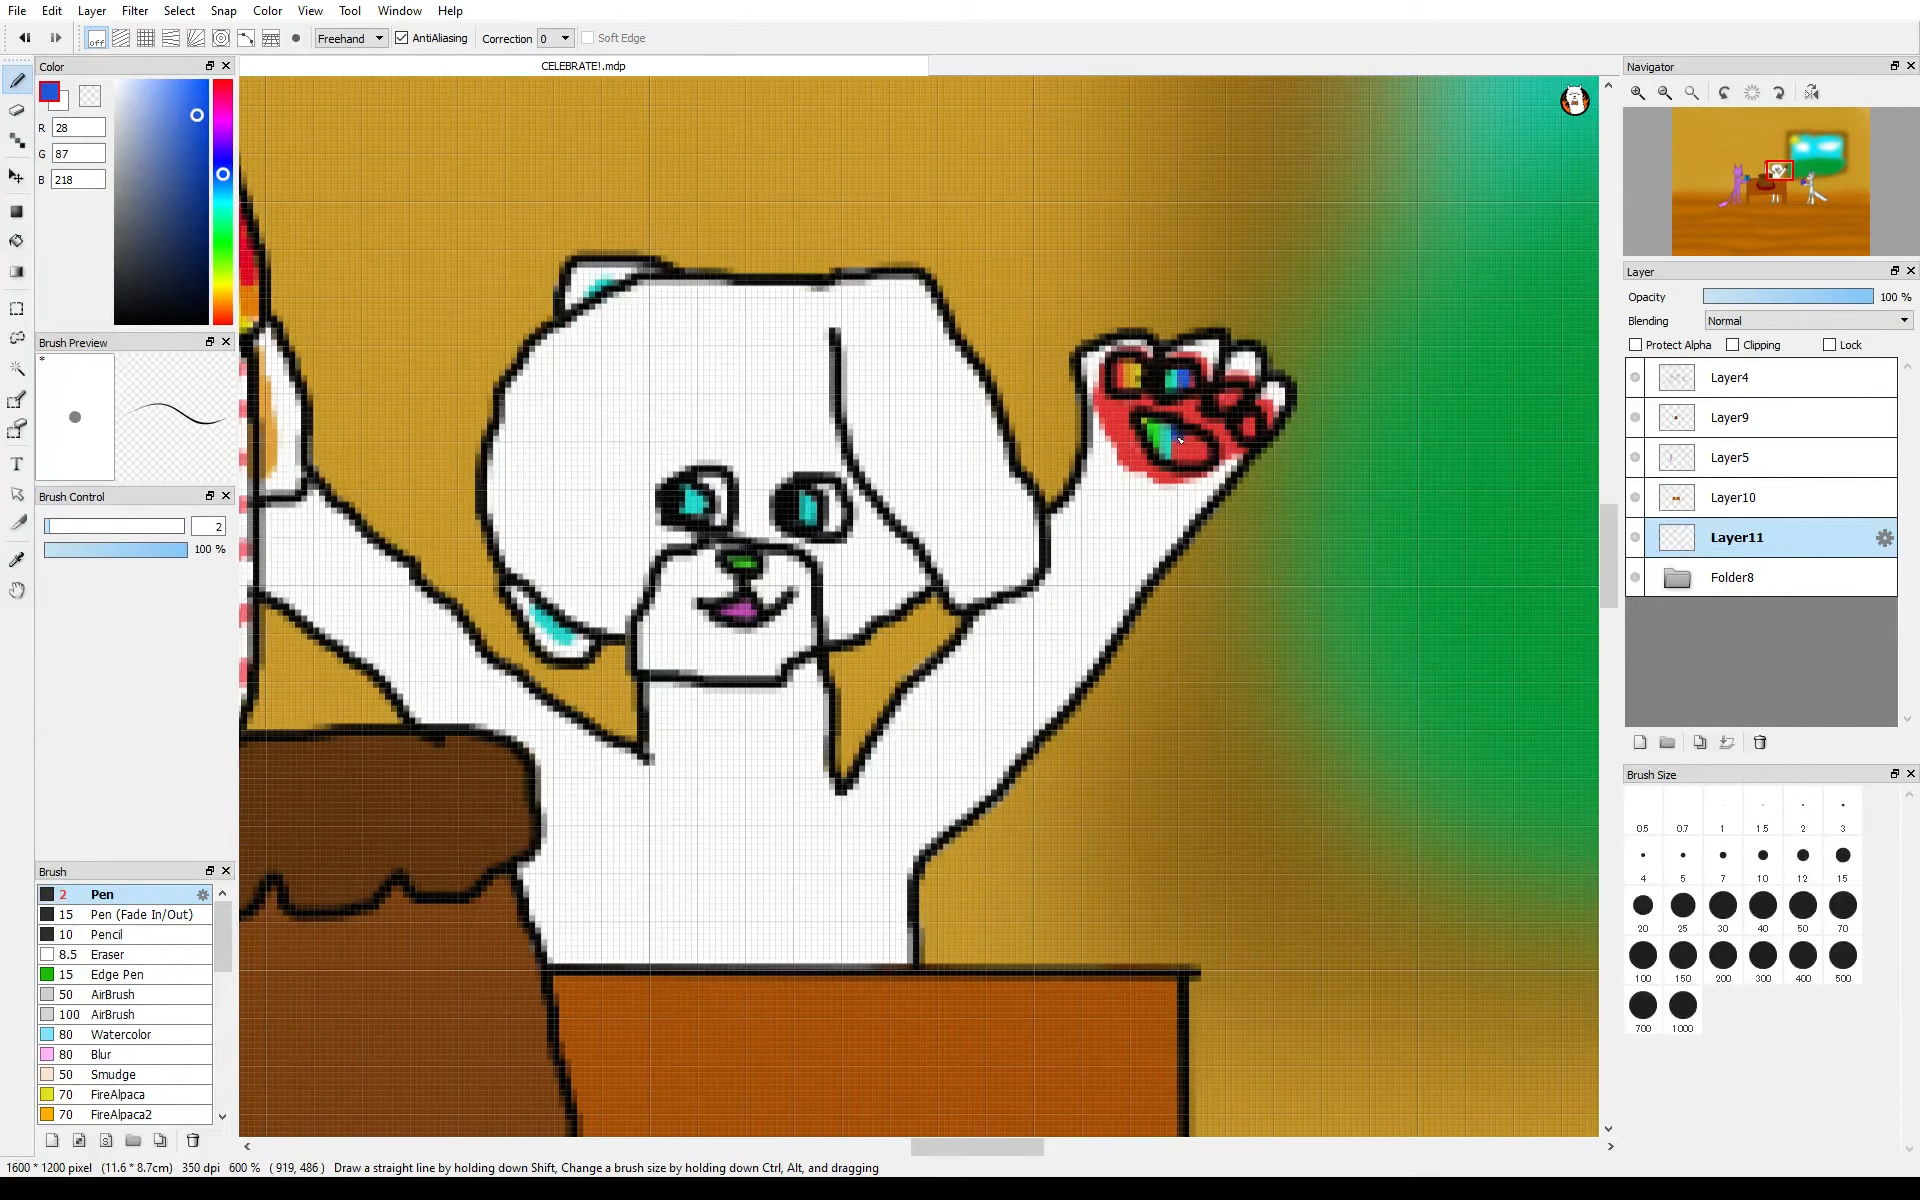 File Edit Layer Filter Select Snap Color View Tool Window Help
off Freehand AntiAliasing Correction 0 Soft Edge
Color
CELEBRATE!.mdp
Navigator
R 28
G 87
B 218
Layer
Opacity 100 %
Blending Normal
Protect Alpha Clipping Lock
Brush Preview
*
Layer4
Layer9
Layer5
Layer10
Layer11
Folder8
Brush Control
2
100 %
Brush Size
0.5 0.7 1 1.5 2 3
4 5 7 10 12 15
20 25 30 40 50 70
100 150 200 300 400 500
700 1000
Brush
2 Pen
15 Pen (Fade In/Out)
10 Pencil
8.5 Eraser
15 Edge Pen
50 AirBrush
100 AirBrush
80 Watercolor
80 Blur
50 Smudge
70 FireAlpaca
70 FireAlpaca2
1600 * 1200 pixel (11.6 * 8.7cm) 350 dpi 600 % ( 919, 486 ) Draw a straight line by holding down Shift, Change a brush size by holding down Ctrl, Alt, and dragging